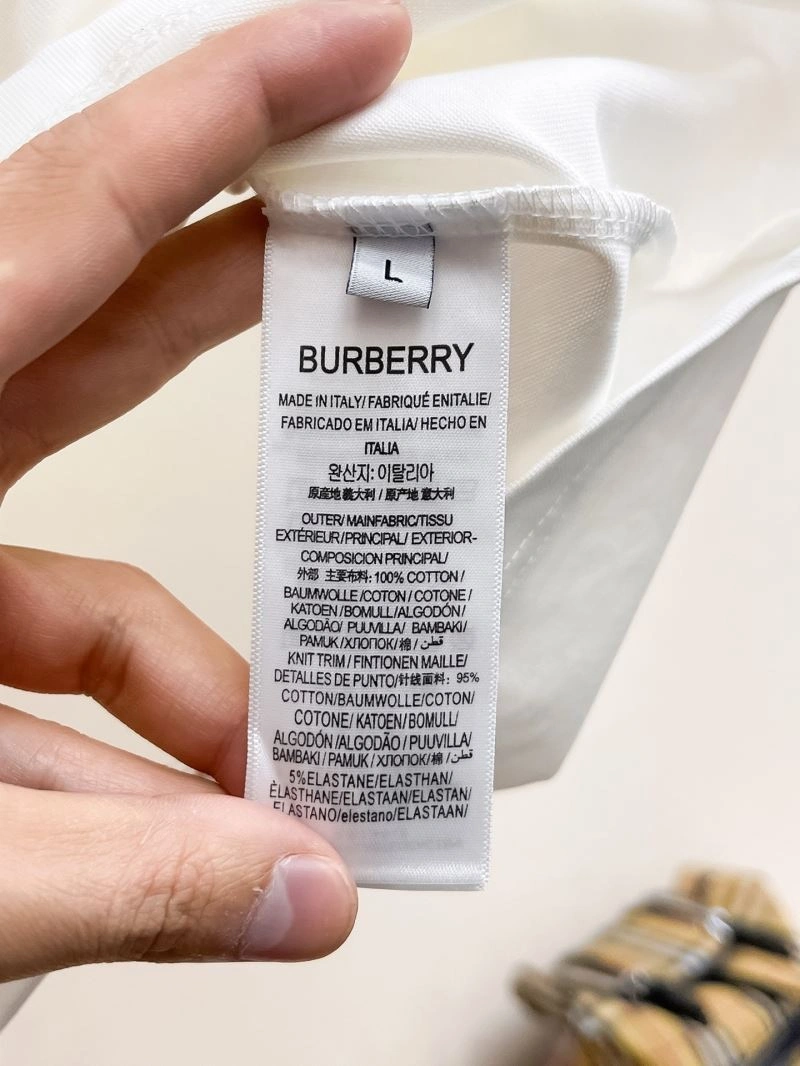 L
BURBERRY
MADE IN ITALY/ FABRIQUÉ ENITALIE/
FABRICADO EM ITALIA/ HECHO EN
ITALIA
완산지: 이탈리아
原産地義大利 / 原产地 意大利
OUTER/ MAINFABRIC/TISSU
EXTÉRIEUR/PRINCIPAL/ EXTERIOR-
COMPOSICION PRINCIPAL/
外部 主要布料: 100% COTTON /
BAUMWOLLE /COTON / COTONE /
KATOEN /BOMULL/ALGODÓN /
ALGODÃO/ PUUVILLA/ BAMBAKI/
PAMUK /ХЛОПОК/棉 / قطن/
KNIT TRIM / FINTIONEN MAILLE/
DETALLES DE PUNTO/针线面料: 95%
COTTON/BAUMWOLLE/COTON/
COTONE/ KATOEN/ BOMULL/
ALGODÓN /ALGODÃO / PUUVILLA/
BAMBAKI / PAMUK / ХЛОПОК/棉 / قطن/
5%ELASTANE/ELASTHAN/
ÈLASTHANE/ELASTAAN/ELASTAN/
ELASTANO/elestano/ELASTAAN/